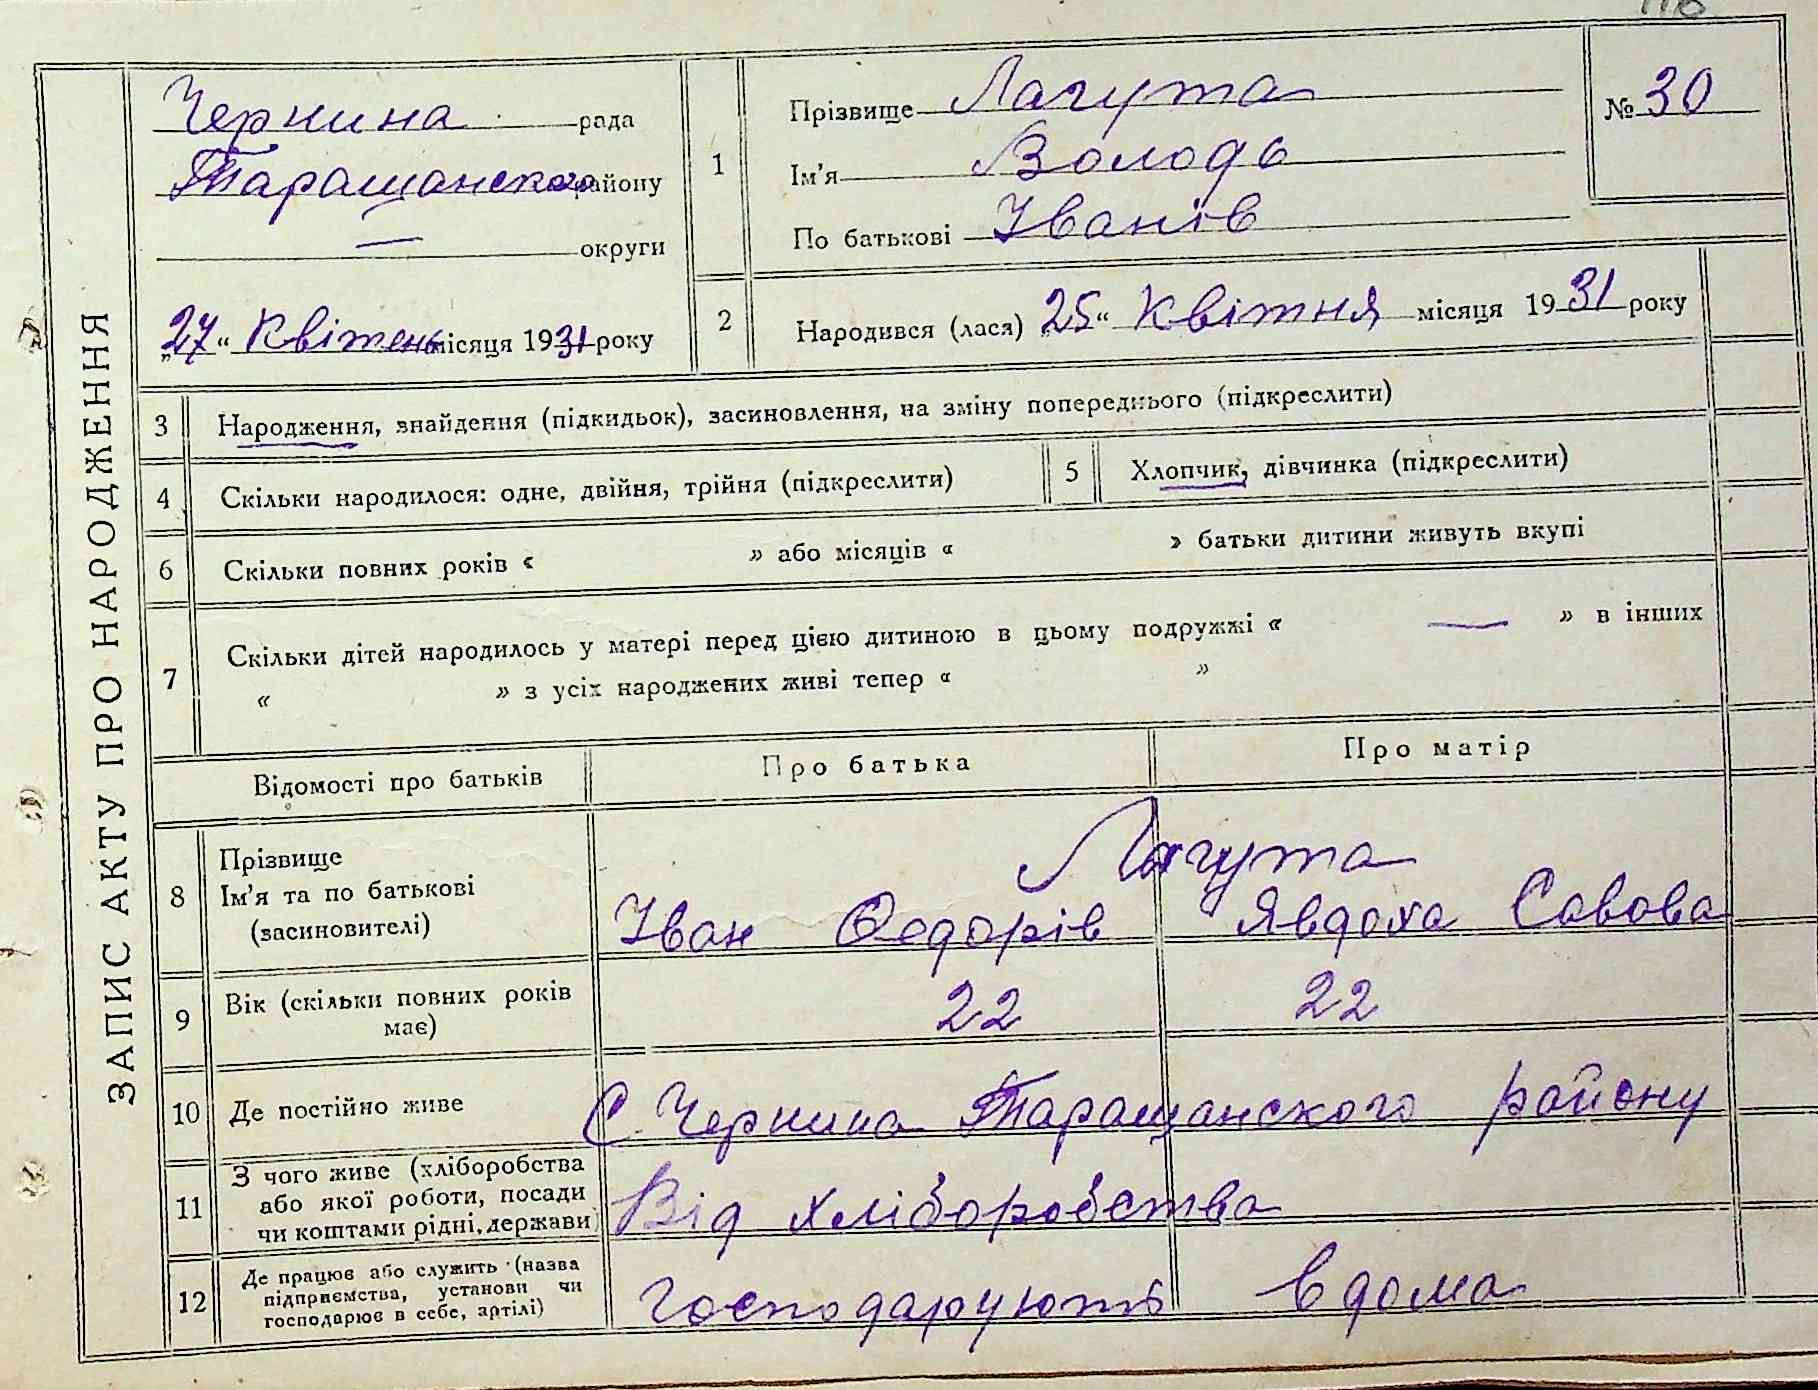 118
ЗАПИС АКТУ ПРО НАРОДЖЕННЯ
Чернина рада
Таращанского району
— округи
„27“ Квітень місяця 1931 року
1
Прізвище Лагута
Ім'я Володь
По батькові Іванів
№ 30
2 Народився (лася) „25“ Квітня місяця 1931 року
3 Народження, знайдення (підкидьок), засиновлення, на зміну попереднього (підкреслити)
4 Скільки народилося: одне, двійня, трійня (підкреслити) 5 Хлопчик, дівчинка (підкреслити)
6 Скільки повних років « » або місяців « » батьки дитини живуть вкупі
7 Скільки дітей народилось у матері перед цією дитиною в цьому подружжі « — » в інших
« » з усіх народжених живі тепер « »
Відомості про батьків Про батька Про матір
8 Прізвище
Ім'я та по батькові
(засиновителі)
Лагута
Іван Федорів Явдоха Савова
9 Вік (скільки повних років
має)
22 22
10 Де постійно живе С Чернина Таращанского району
11 З чого живе (хліборобства
або якої роботи, посади
чи коштами рідні, держави)
Від хліборобства
12 Де працює або служить (назва
підприємства, установи чи
господарює в себе, артілі)
Господарують вдома